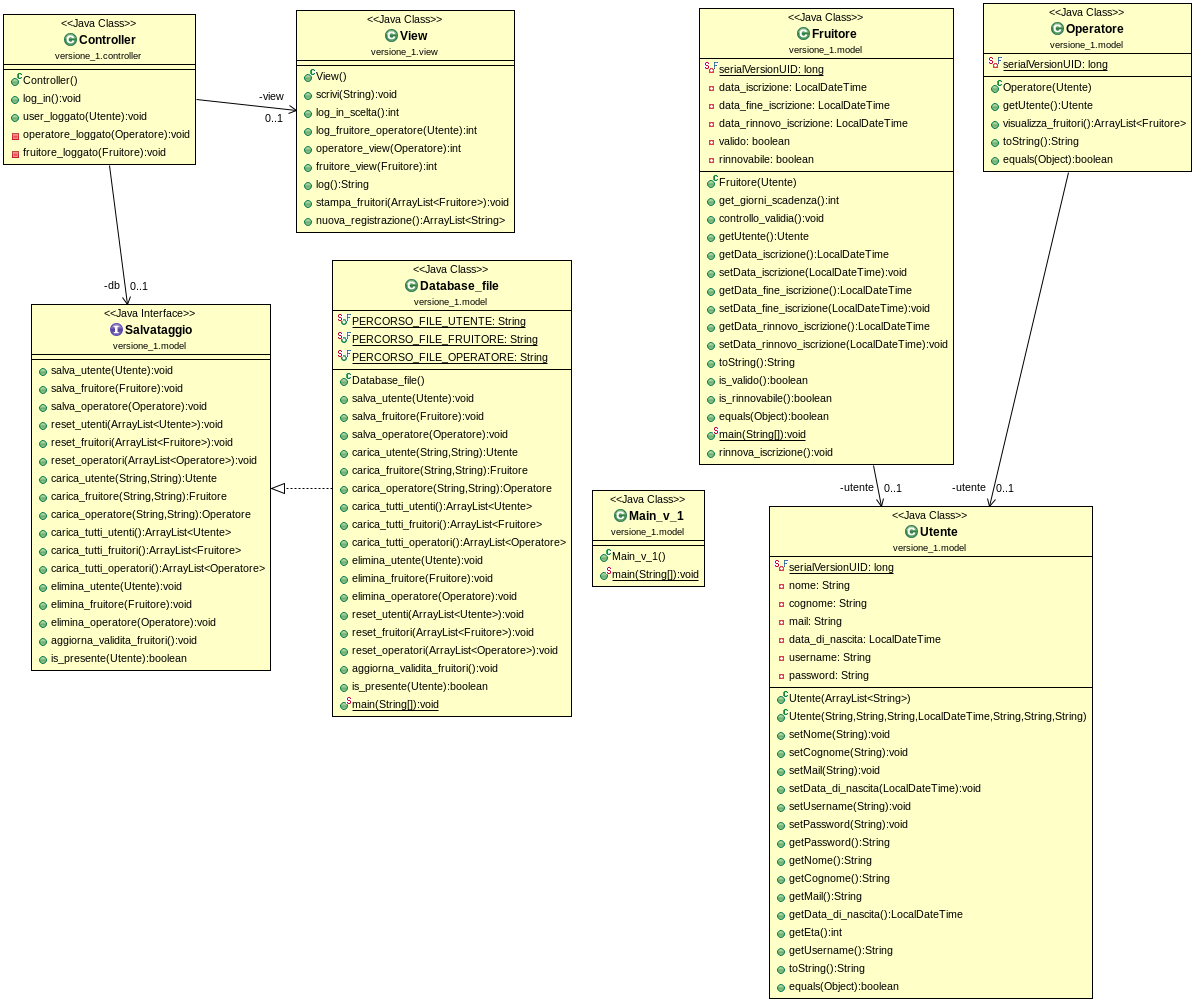 <<Java Class>>
Controller
versione_1.controller
Controller()
log_in():void
user_loggato(Utente):void
operatore_loggato(Operatore):void
fruitore_loggato(Fruitore):void
-view
0..1
<<Java Class>>
View
versione_1.view
View()
scrivi(String):void
log_in_scelta():int
log_fruitore_operatore(Utente):int
operatore_view(Operatore):int
fruitore_view(Fruitore):int
log():String
stampa_fruitori(ArrayList<Fruitore>):void
nuova_registrazione():ArrayList<String>
-db
0..1
<<Java Interface>>
Salvataggio
versione_1.model
salva_utente(Utente):void
salva_fruitore(Fruitore):void
salva_operatore(Operatore):void
reset_utenti(ArrayList<Utente>):void
reset_fruitori(ArrayList<Fruitore>):void
reset_operatori(ArrayList<Operatore>):void
carica_utente(String,String):Utente
carica_fruitore(String,String):Fruitore
carica_operatore(String,String):Operatore
carica_tutti_utenti():ArrayList<Utente>
carica_tutti_fruitori():ArrayList<Fruitore>
carica_tutti_operatori():ArrayList<Operatore>
elimina_utente(Utente):void
elimina_fruitore(Fruitore):void
elimina_operatore(Operatore):void
aggiorna_validita_fruitori():void
is_presente(Utente):boolean
<<Java Class>>
Database_file
versione_1.model
PERCORSO_FILE_UTENTE: String
PERCORSO_FILE_FRUITORE: String
PERCORSO_FILE_OPERATORE: String
Database_file()
salva_utente(Utente):void
salva_fruitore(Fruitore):void
salva_operatore(Operatore):void
carica_utente(String,String):Utente
carica_fruitore(String,String):Fruitore
carica_operatore(String,String):Operatore
carica_tutti_utenti():ArrayList<Utente>
carica_tutti_fruitori():ArrayList<Fruitore>
carica_tutti_operatori():ArrayList<Operatore>
elimina_utente(Utente):void
elimina_fruitore(Fruitore):void
elimina_operatore(Operatore):void
reset_utenti(ArrayList<Utente>):void
reset_fruitori(ArrayList<Fruitore>):void
reset_operatori(ArrayList<Operatore>):void
aggiorna_validita_fruitori():void
is_presente(Utente):boolean
main(String[]):void
<<Java Class>>
Main_v_1
versione_1.model
Main_v_1()
main(String[]):void
<<Java Class>>
Fruitore
versione_1.model
serialVersionUID: long
data_iscrizione: LocalDateTime
data_fine_iscrizione: LocalDateTime
data_rinnovo_iscrizione: LocalDateTime
valido: boolean
rinnovabile: boolean
Fruitore(Utente)
get_giorni_scadenza():int
controllo_validia():void
getUtente():Utente
getData_iscrizione():LocalDateTime
setData_iscrizione(LocalDateTime):void
getData_fine_iscrizione():LocalDateTime
setData_fine_iscrizione(LocalDateTime):void
getData_rinnovo_iscrizione():LocalDateTime
setData_rinnovo_iscrizione(LocalDateTime):void
toString():String
is_valido():boolean
is_rinnovabile():boolean
equals(Object):boolean
main(String[]):void
rinnova_iscrizione():void
<<Java Class>>
Operatore
versione_1.model
serialVersionUID: long
Operatore(Utente)
getUtente():Utente
visualizza_fruitori():ArrayList<Fruitore>
toString():String
equals(Object):boolean
-utente
0..1
-utente
0..1
<<Java Class>>
Utente
versione_1.model
serialVersionUID: long
nome: String
cognome: String
mail: String
data_di_nascita: LocalDateTime
username: String
password: String
Utente(ArrayList<String>)
Utente(String,String,String,LocalDateTime,String,String,String)
setNome(String):void
setCognome(String):void
setMail(String):void
setData_di_nascita(LocalDateTime):void
setUsername(String):void
setPassword(String):void
getPassword():String
getNome():String
getCognome():String
getMail():String
getData_di_nascita():LocalDateTime
getEta():int
getUsername():String
toString():String
equals(Object):boolean